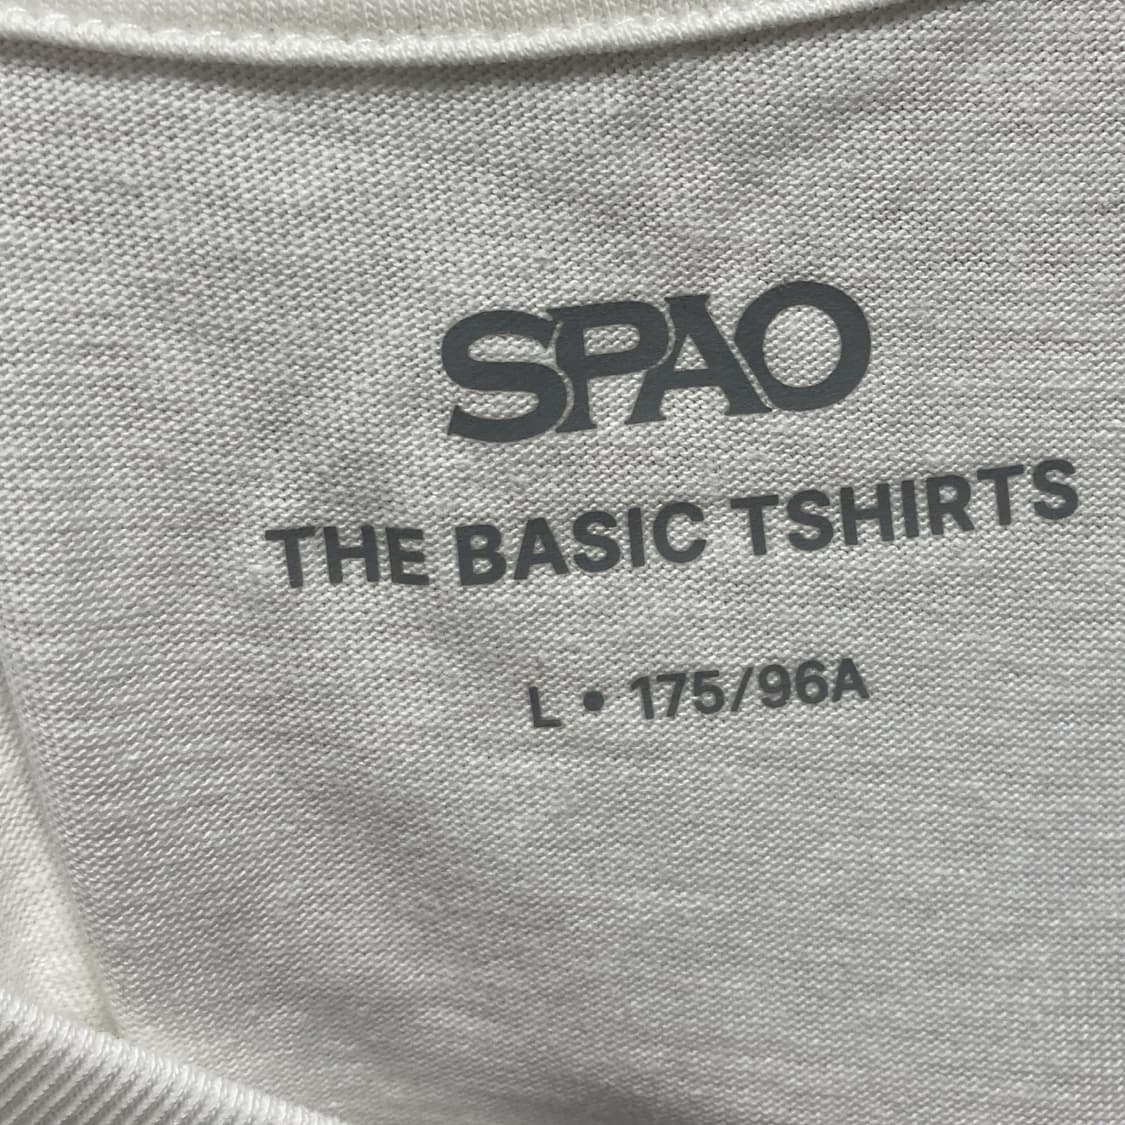 SPAO
THE BASIC TSHIRTS
L • 175/96A